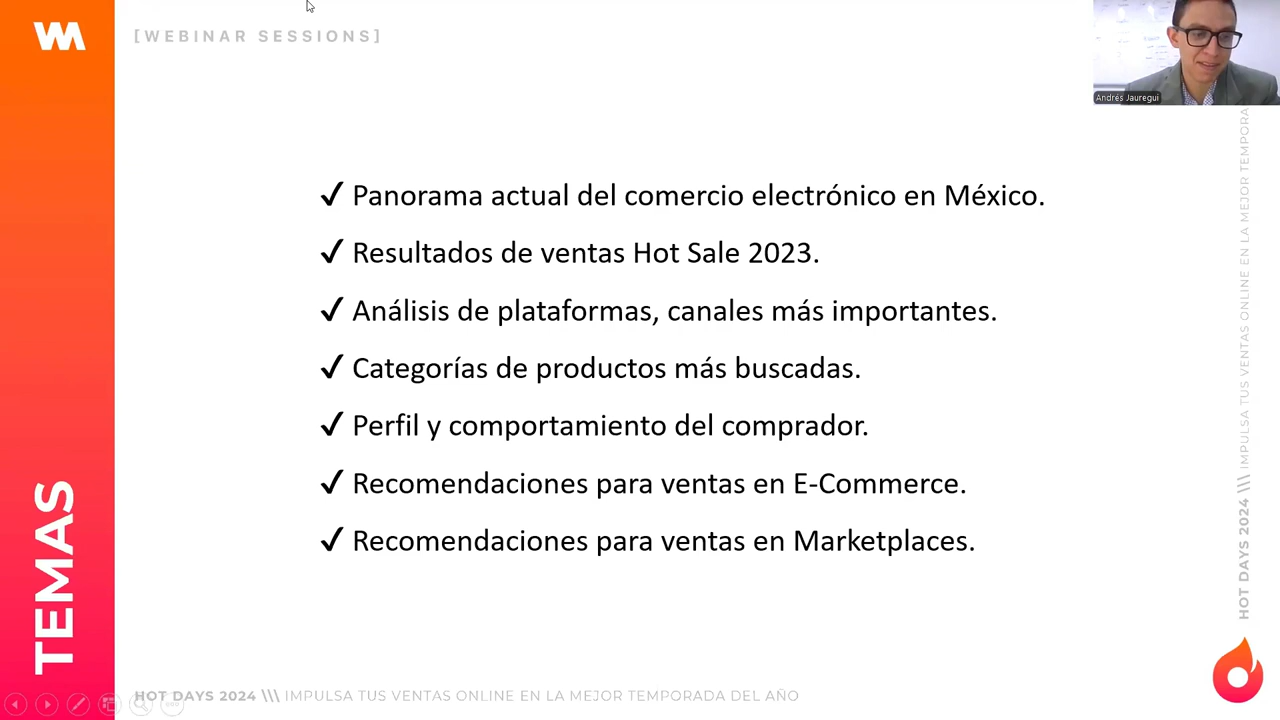 [WEBINAR SESSIONS]
Andrés Jauregui
✓ Panorama actual del comercio electrónico en México.
✓ Resultados de ventas Hot Sale 2023.
✓ Análisis de plataformas, canales más importantes.
✓ Categorías de productos más buscadas.
✓ Perfil y comportamiento del comprador.
✓ Recomendaciones para ventas en E-Commerce.
✓ Recomendaciones para ventas en Marketplaces.
TEMAS
HOT DAYS 2024 \\\ IMPULSA TUS VENTAS ONLINE EN LA MEJOR TEMPORA
HOT DAYS 2024 \\\ IMPULSA TUS VENTAS ONLINE EN LA MEJOR TEMPORADA DEL AÑO